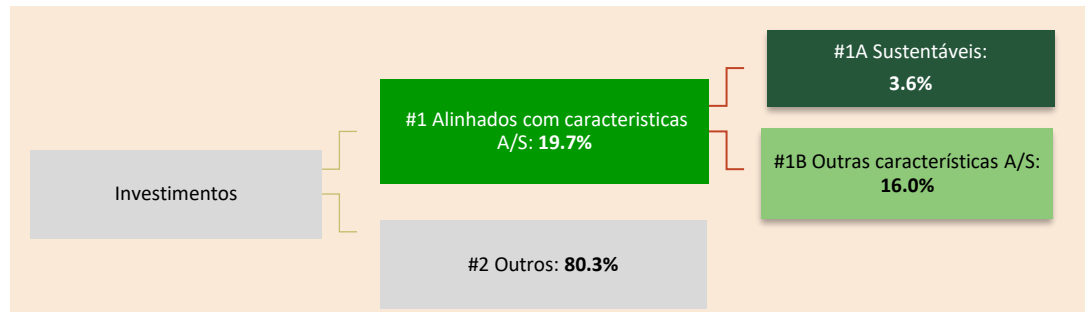 Investimentos
#1 Alinhados com caracteristicas
A/S: 19.7%
#2 Outros: 80.3%
#1A Sustentáveis:
3.6%
#1B Outras características A/S:
16.0%